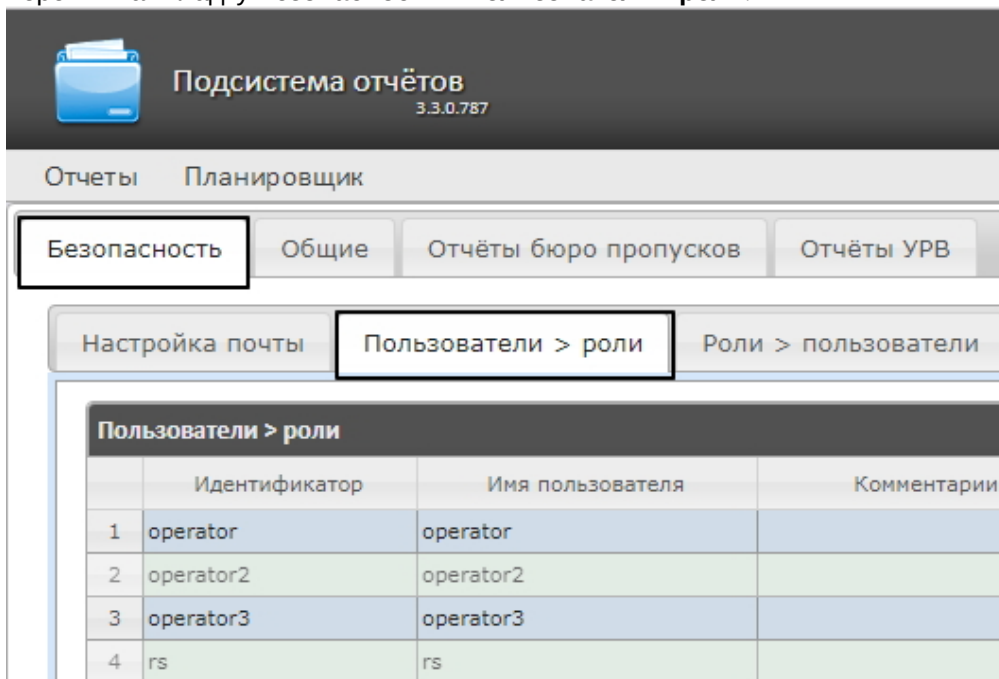 Подсистема отчётов
3.3.0.787
Отчеты Планировщик
Безопасность Общие Отчёты бюро пропусков Отчёты УРВ
Настройка почты Пользователи > роли Роли > пользователи
Пользователи > роли
Идентификатор Имя пользователя Комментарии
1 operator operator
2 operator2 operator2
3 operator3 operator3
4 rs rs